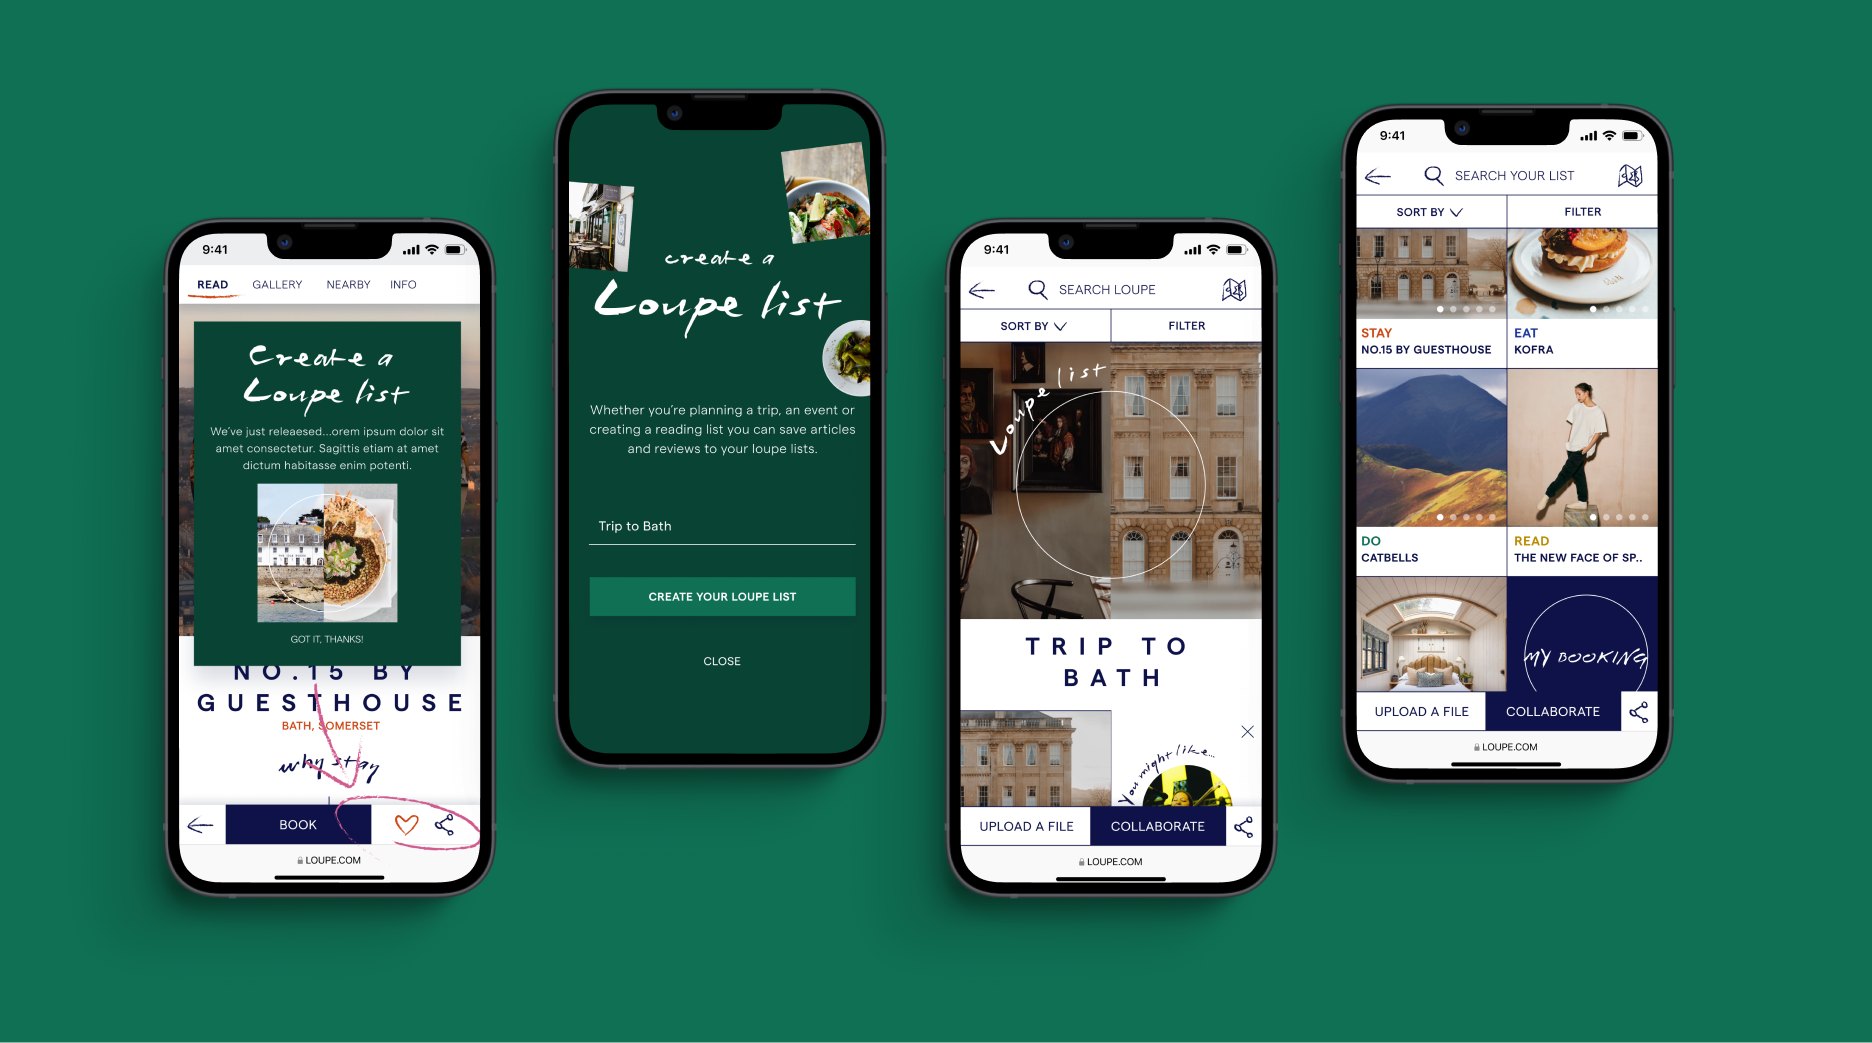 9:41
READ GALLERY NEARBY INFO
Create a
Loupe list
We've just releaesed...orem ipsum dolor sit
amet consectetur. Sagittis etiam at amet
dictum habitasse enim potenti.
GOT IT, THANKS!
NO.15 BY
GUESTHOUSE
BATH, SOMERSET
why stay
BOOK
LOUPE.COM
create a
Loupe list
Whether you're planning a trip, an event or
creating a reading list you can save articles
and reviews to your loupe lists.
Trip to Bath
CREATE YOUR LOUPE LIST
CLOSE
9:41
SEARCH LOUPE
SORT BY FILTER
Loupe list
TRIP TO
BATH
You might like...
UPLOAD A FILE COLLABORATE
LOUPE.COM
9:41
SEARCH YOUR LIST
SORT BY FILTER
STAY EAT
NO.15 BY GUESTHOUSE KOFRA
DO READ
CATBELLS THE NEW FACE OF SP..
MY BOOKING
UPLOAD A FILE COLLABORATE
LOUPE.COM